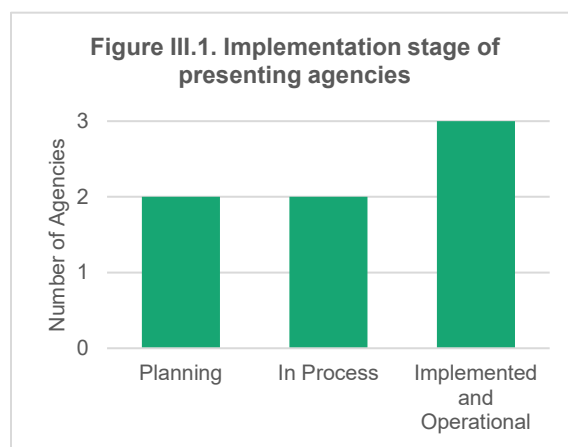 Figure III.1. Implementation stage of
presenting agencies
Number of Agencies
3
2
1
0
Planning
In Process
Implemented
and
Operational